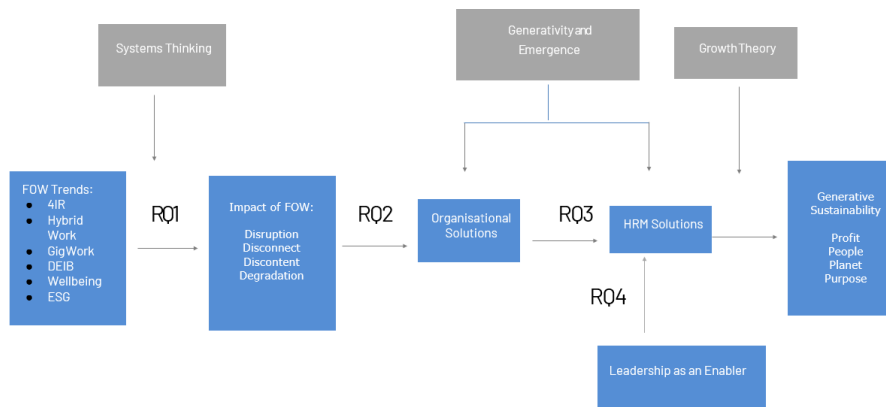 Systems Thinking
Generativity and
Emergence
Growth Theory
FOW Trends:
● 4IR
● Hybrid
Work
● GigWork
● DEIB
● Wellbeing
● ESG
RQ1
Impact of FOW:
Disruption
Disconnect
Discontent
Degradation
RQ2
Organisational
Solutions
RQ3
HRM Solutions
RQ4
Leadership as an Enabler
Generative
Sustainability
Profit
People
Planet
Purpose